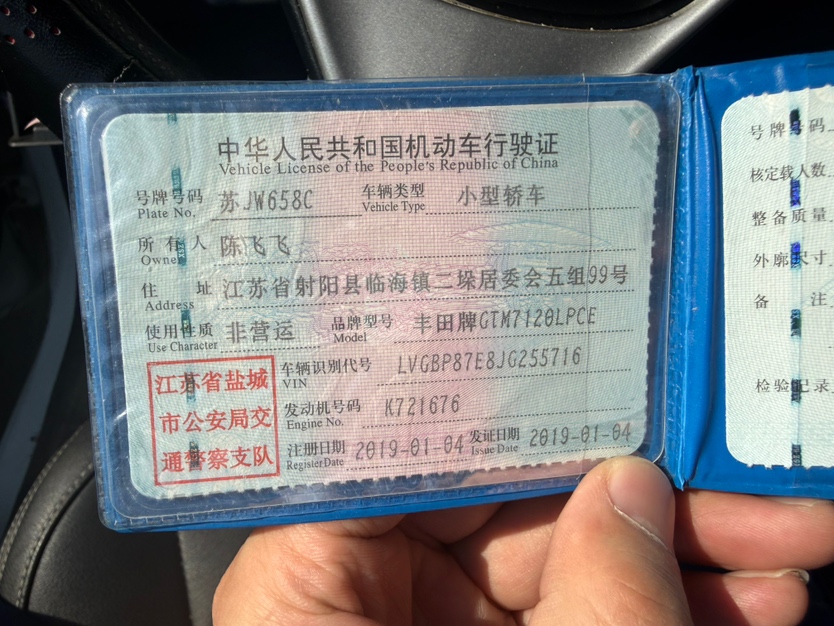 中华人民共和国机动车行驶证
Vehicle License of the People's Republic of China
号牌号码 苏JW658C 车辆类型 小型轿车
Plate No. Vehicle Type
所有人 陈飞飞
Owner
住址 江苏省射阳县临海镇二垛居委会五组99号
Address
使用性质 非营运 品牌型号 丰田牌GTM7120LPCE
Use Character Model
车辆识别代号 LVGBP87E8JG255716
VIN
发动机号码 K721676
Engine No.
注册日期 2019-01-04 发证日期 2019-01-04
Register Date Issue Date
江苏省盐城
市公安局交
通警察支队
号牌号码
核定载人数
整备质量
外廓尺寸
备注
检验记录